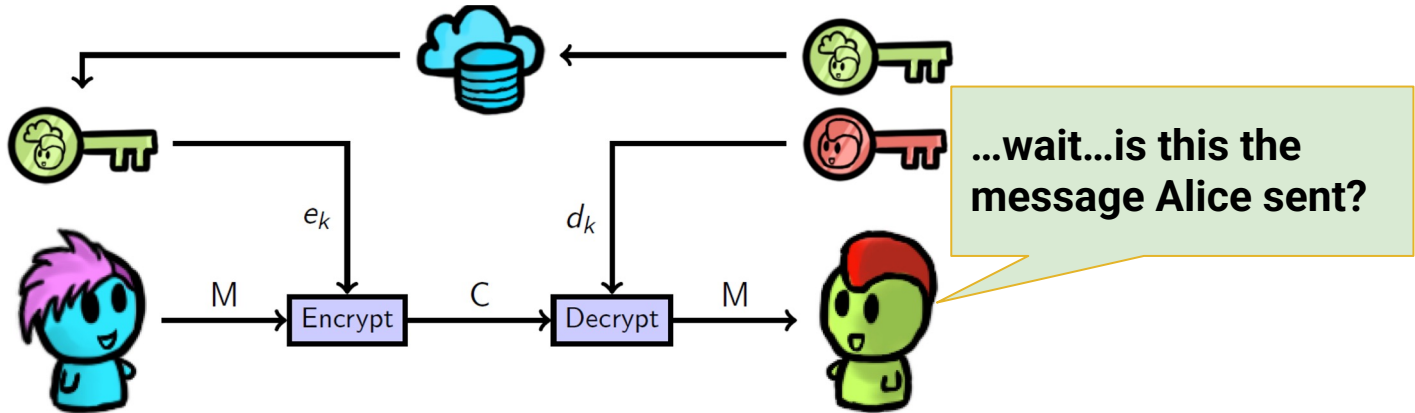 …wait…is this the
message Alice sent?
e_k
d_k
M
Encrypt
C
Decrypt
M